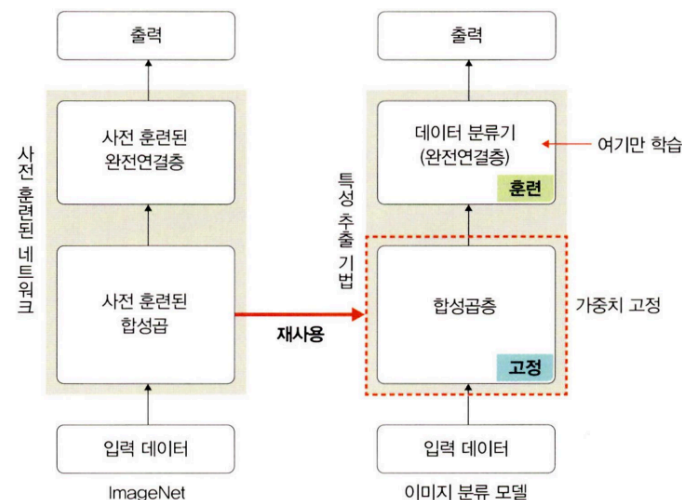 출력
사전 훈련된
완전연결층
사전 훈련된 네트워크
사전 훈련된
합성곱
입력 데이터
ImageNet
재사용
출력
데이터 분류기
(완전연결층)
훈련
여기만 학습
특성 추출 기법
합성곱층
고정
가중치 고정
입력 데이터
이미지 분류 모델